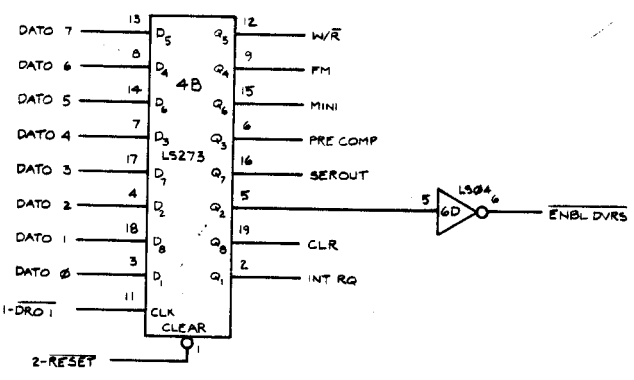 DATO 7 13 D5 Q5 12 W/R̅
DATO 6 8 D4 4B Q4 9 FM
DATO 5 14 D6 Q6 15 MINI
DATO 4 7 D3 Q3 6 PRE COMP
LS273
DATO 3 17 D7 Q7 16 SEROUT
DATO 2 4 D2 Q2 5 5 6D LSØ4 6 ENBL DVRS
DATO 1 18 D8 Q8 19 CLR
DATO Ø 3 D1 Q1 2 INT RQ
1-DRO 1 11 CLK
CLEAR
2-RESET 1